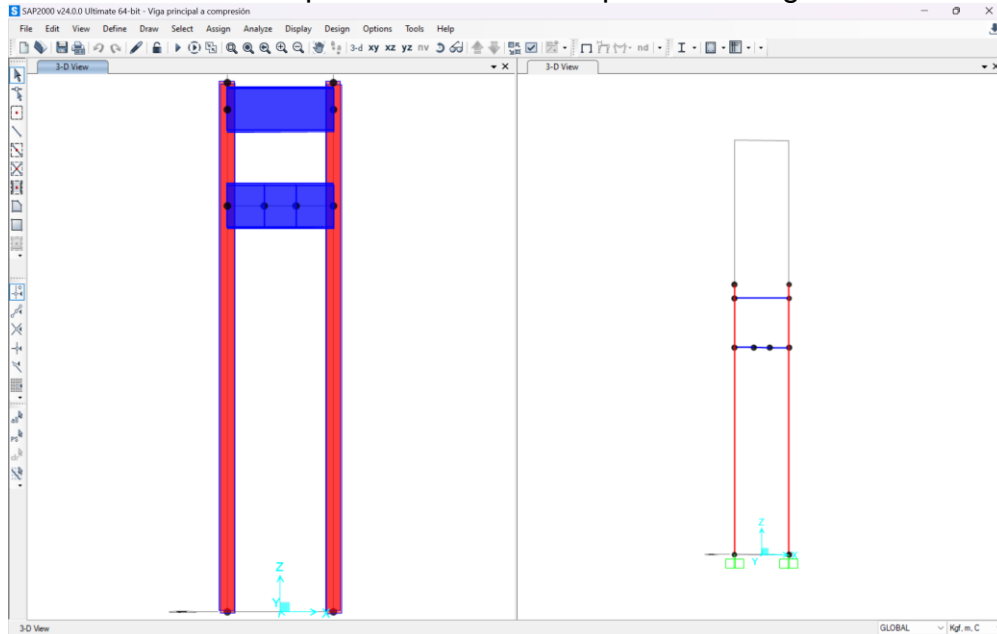 SAP2000 v24.0.0 Ultimate 64-bit - Viga principal a compresión
File Edit View Define Draw Select Assign Analyze Display Design Options Tools Help
3-d xy xz yz nv nd
3-D View
3-D View
Z
Y
X
Z
Y
X
3-D View
GLOBAL
Kgf, m, C